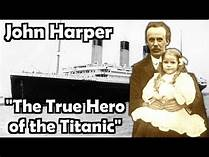 John Harper
"The True Hero
of the Titanic"